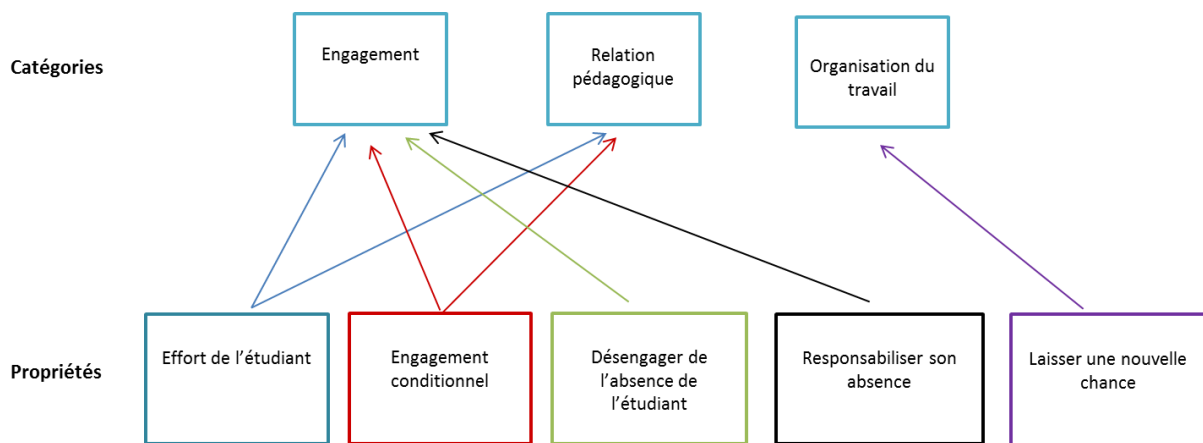 Catégories
Engagement
Relation
pédagogique
Organisation du
travail
Propriétés
Effort de l’étudiant
Engagement
conditionnel
Désengager de
l’absence de
l’étudiant
Responsabiliser son
absence
Laisser une nouvelle
chance